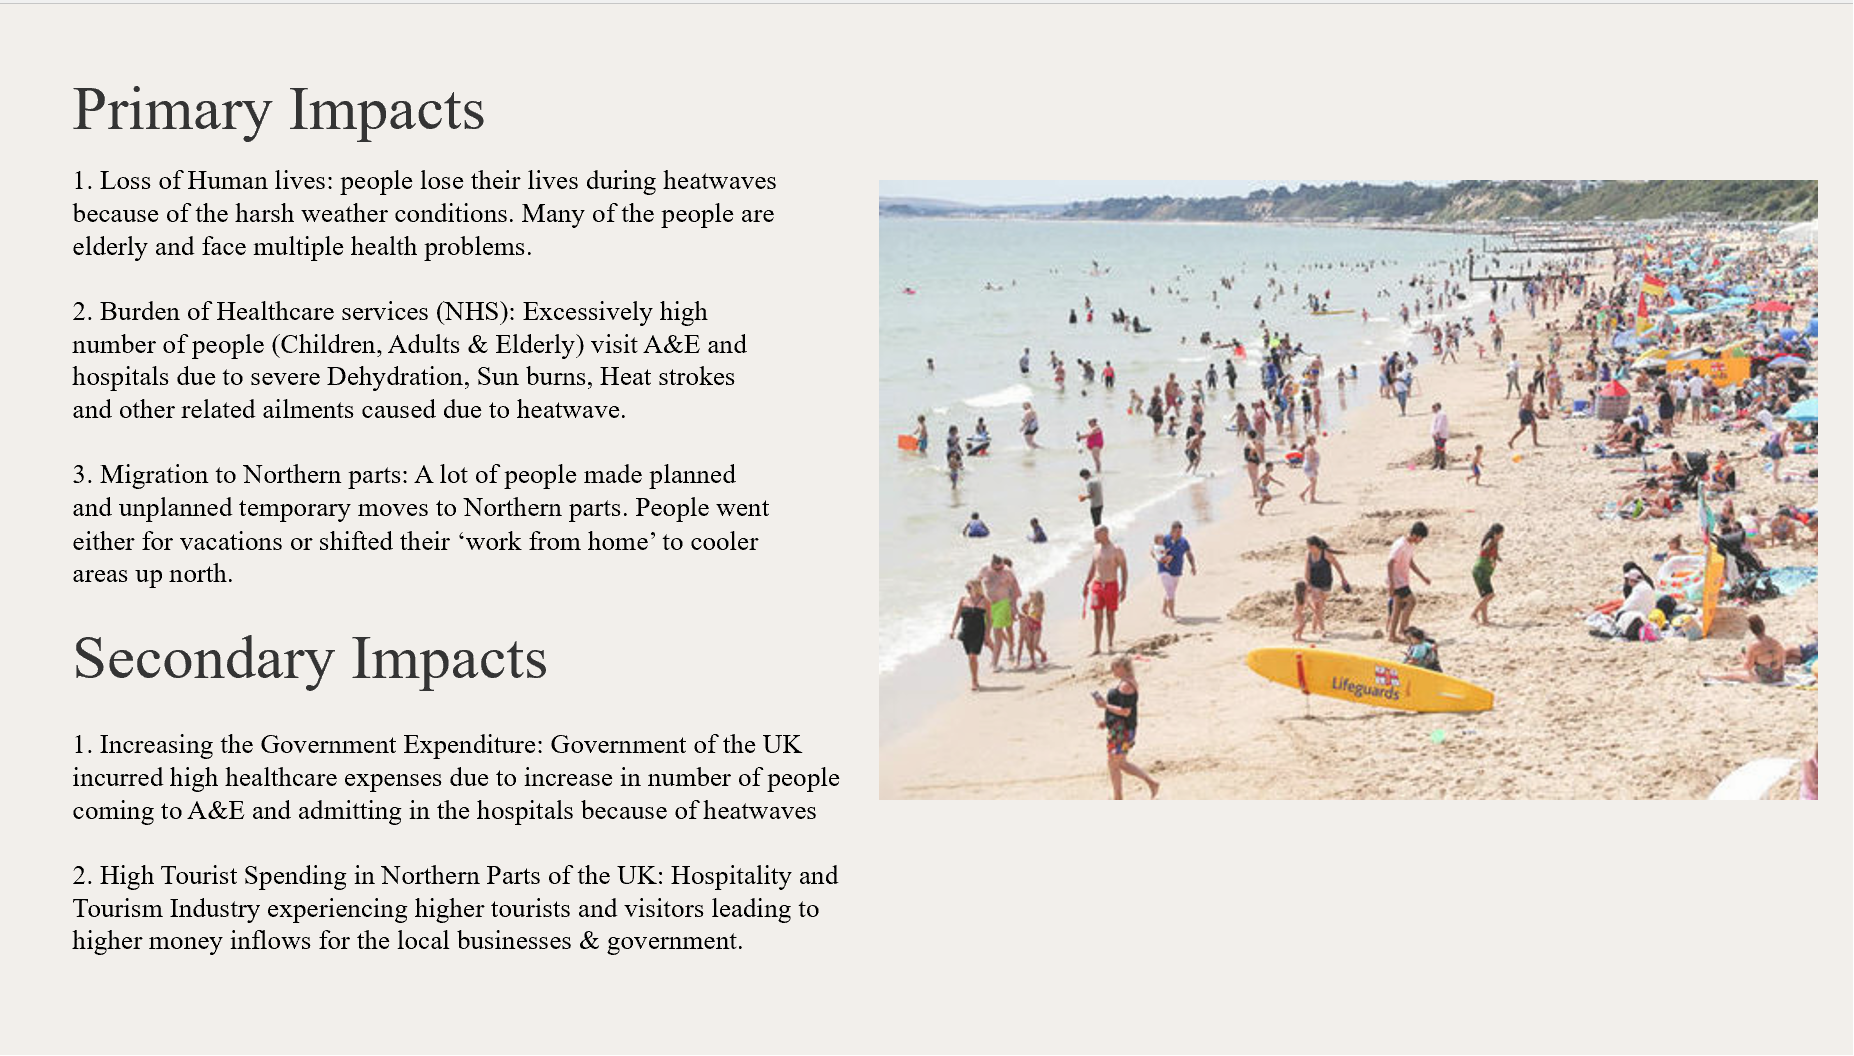 Primary Impacts
1. Loss of Human lives: people lose their lives during heatwaves
because of the harsh weather conditions. Many of the people are
elderly and face multiple health problems.
2. Burden of Healthcare services (NHS): Excessively high
number of people (Children, Adults & Elderly) visit A&E and
hospitals due to severe Dehydration, Sun burns, Heat strokes
and other related ailments caused due to heatwave.
3. Migration to Northern parts: A lot of people made planned
and unplanned temporary moves to Northern parts. People went
either for vacations or shifted their ‘work from home’ to cooler
areas up north.
Secondary Impacts
1. Increasing the Government Expenditure: Government of the UK
incurred high healthcare expenses due to increase in number of people
coming to A&E and admitting in the hospitals because of heatwaves
2. High Tourist Spending in Northern Parts of the UK: Hospitality and
Tourism Industry experiencing higher tourists and visitors leading to
higher money inflows for the local businesses & government.
Lifeguards